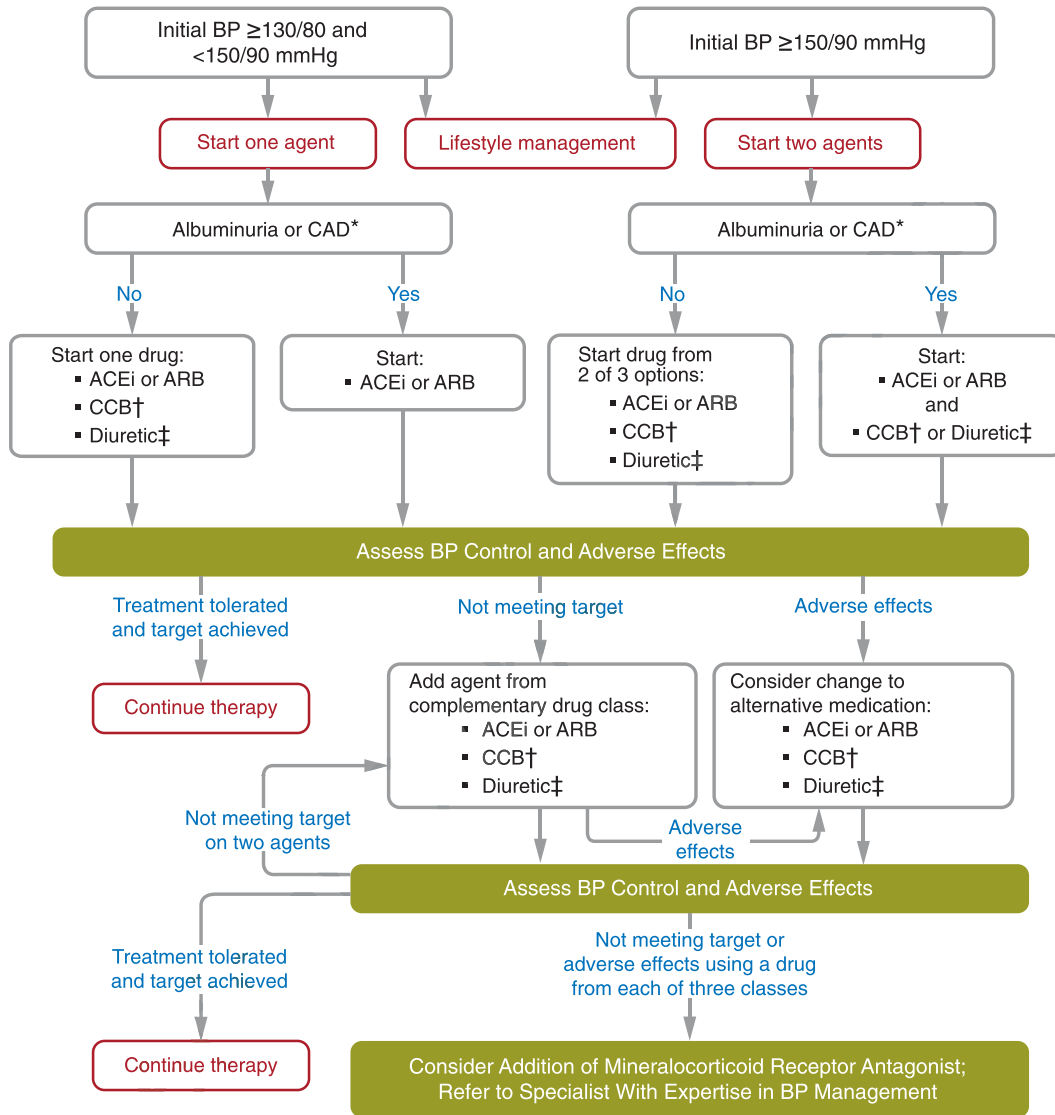 Initial BP ≥130/80 and
<150/90 mmHg
Initial BP ≥150/90 mmHg
Start one agent
Lifestyle management
Start two agents
Albuminuria or CAD*
Albuminuria or CAD*
No
Yes
No
Yes
Start one drug:
▪ ACEi or ARB
▪ CCB†
▪ Diuretic‡
Start:
▪ ACEi or ARB
Start drug from
2 of 3 options:
▪ ACEi or ARB
▪ CCB†
▪ Diuretic‡
Start:
▪ ACEi or ARB
and
▪ CCB† or Diuretic‡
Assess BP Control and Adverse Effects
Treatment tolerated
and target achieved
Not meeting target
Adverse effects
Continue therapy
Add agent from
complementary drug class:
▪ ACEi or ARB
▪ CCB†
▪ Diuretic‡
Consider change to
alternative medication:
▪ ACEi or ARB
▪ CCB†
▪ Diuretic‡
Not meeting target
on two agents
Adverse
effects
Assess BP Control and Adverse Effects
Treatment tolerated
and target achieved
Not meeting target or
adverse effects using a drug
from each of three classes
Continue therapy
Consider Addition of Mineralocorticoid Receptor Antagonist;
Refer to Specialist With Expertise in BP Management